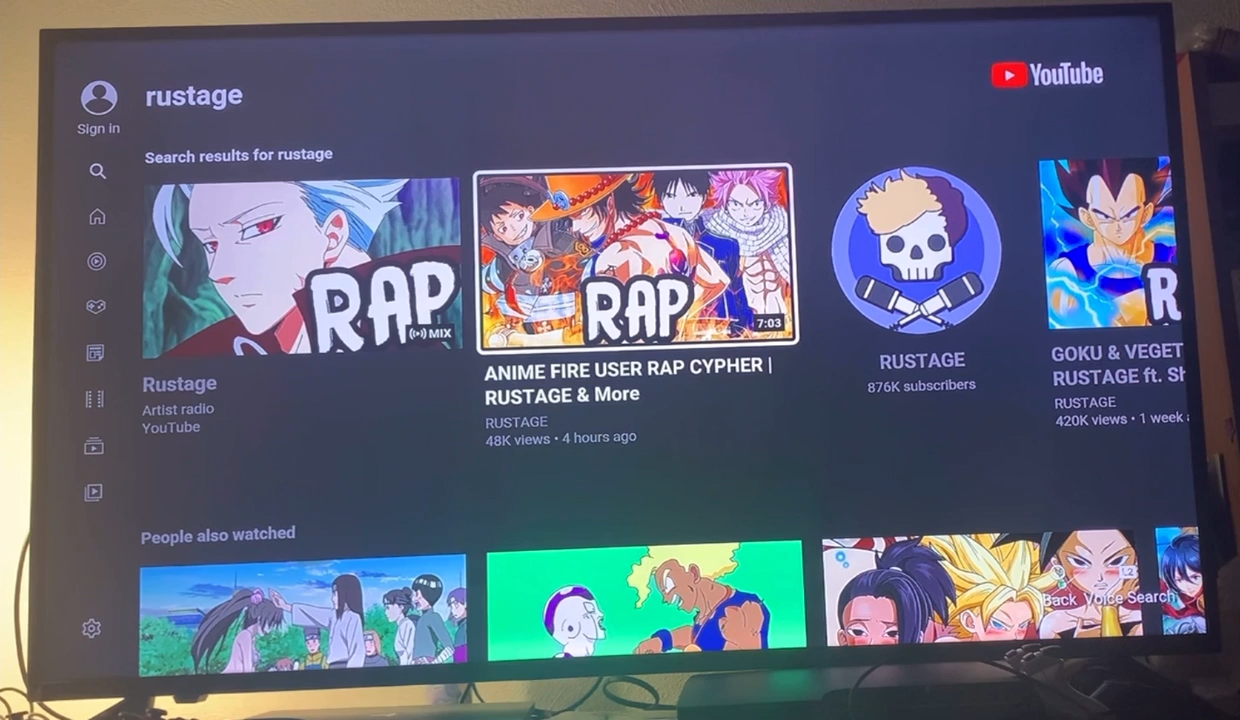 YouTube
rustage
Sign in
Search results for rustage
RAP
MIX
RAP
7:03
R
Rustage
Artist radio
YouTube
ANIME FIRE USER RAP CYPHER |
RUSTAGE & More
RUSTAGE
48K views • 4 hours ago
RUSTAGE
876K subscribers
GOKU & VEGET
RUSTAGE ft. Sh
RUSTAGE
420K views • 1 week
People also watched
L2
Back Voice Search